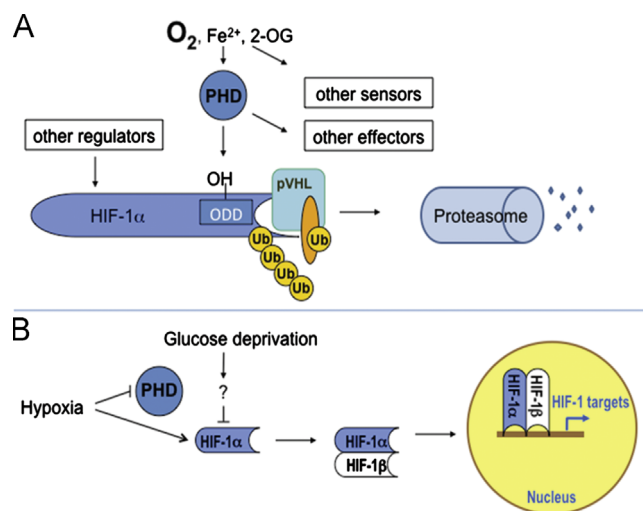 A
O₂, Fe²⁺, 2-OG
PHD
other sensors
other effectors
other regulators
OH
pVHL
HIF-1α
ODD
Ub
Ub
Ub
Ub
Ub
Proteasome
B
Glucose deprivation
PHD
?
Hypoxia
HIF-1α
HIF-1α
HIF-1β
HIF-1α
HIF-1β
HIF-1 targets
Nucleus